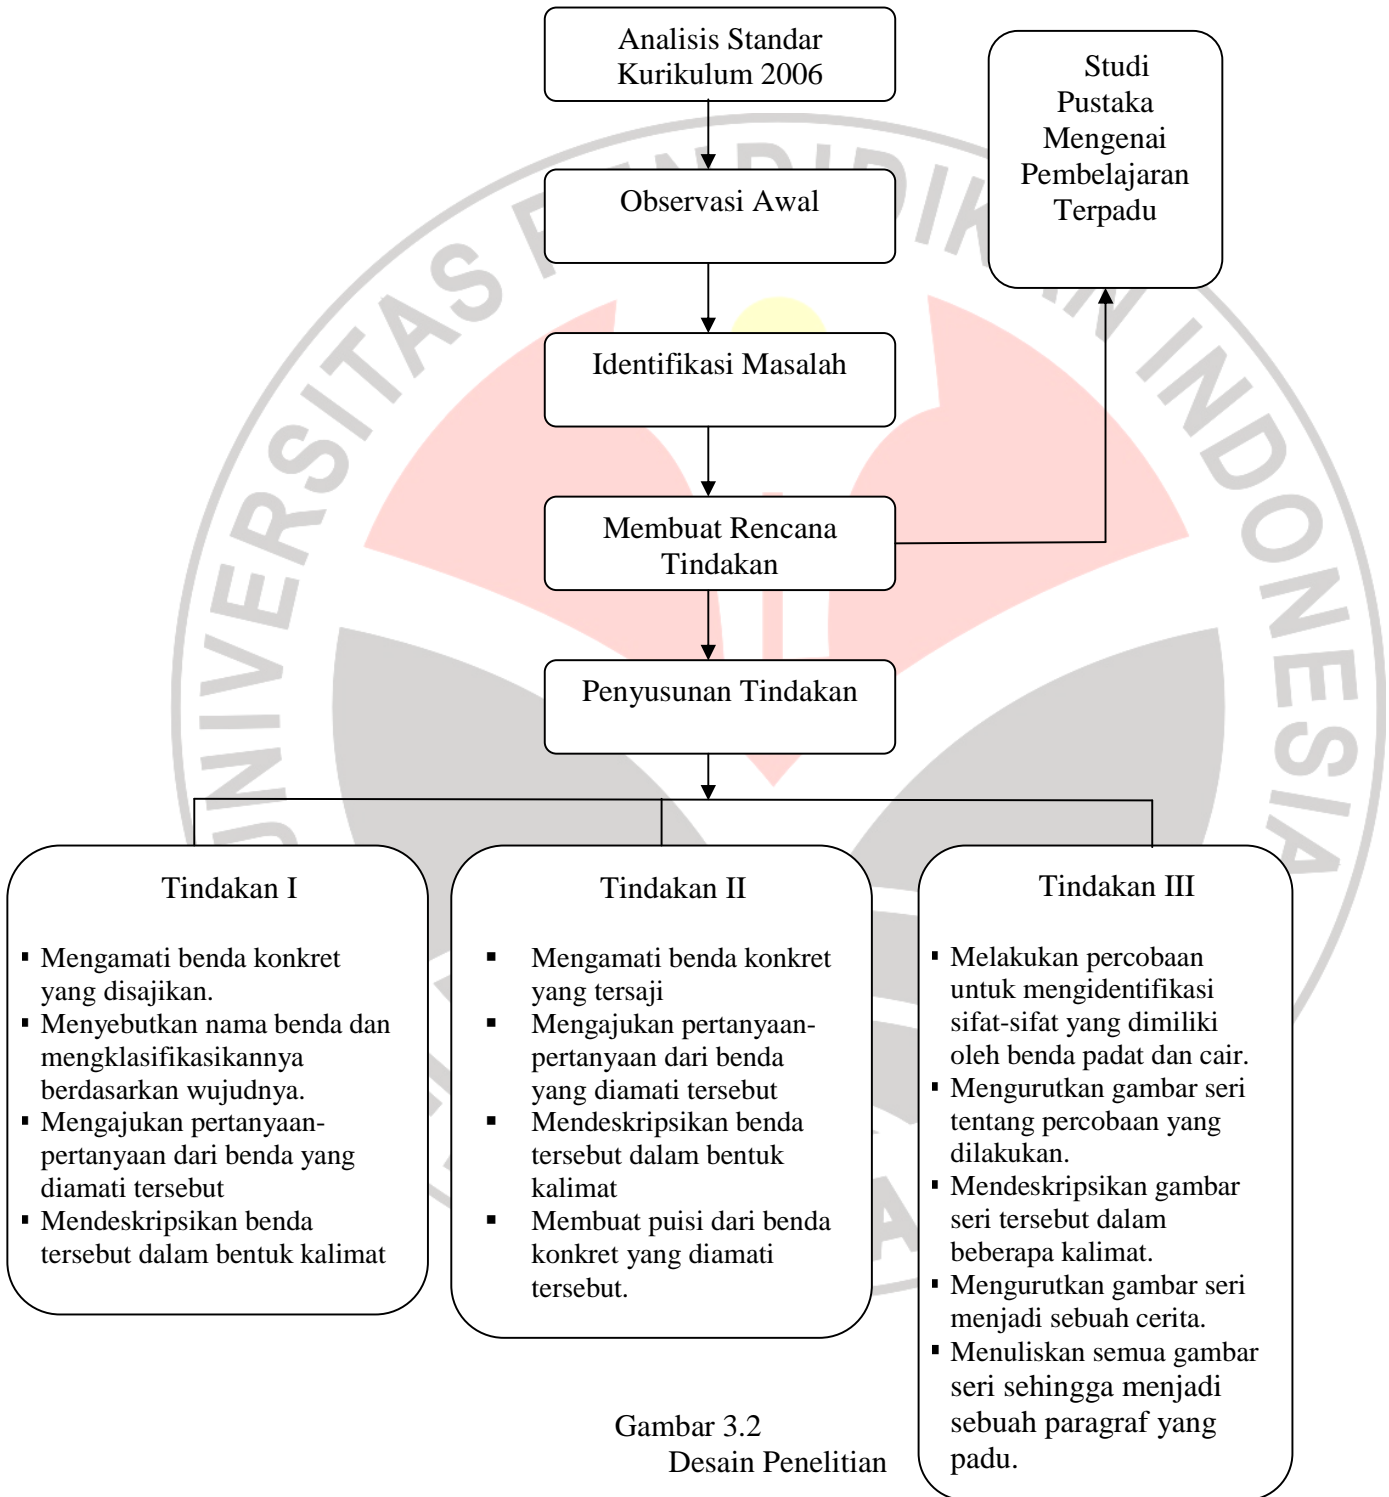 Analisis Standar
Kurikulum 2006
Studi
Pustaka
Mengenai
Pembelajaran
Terpadu
Observasi Awal
Identifikasi Masalah
Membuat Rencana
Tindakan
Penyusunan Tindakan
Tindakan I
▪ Mengamati benda konkret
yang disajikan.
▪ Menyebutkan nama benda dan
mengklasifikasikannya
berdasarkan wujudnya.
▪ Mengajukan pertanyaan-
pertanyaan dari benda yang
diamati tersebut
▪ Mendeskripsikan benda
tersebut dalam bentuk kalimat
Tindakan II
▪ Mengamati benda konkret
yang tersaji
▪ Mengajukan pertanyaan-
pertanyaan dari benda
yang diamati tersebut
▪ Mendeskripsikan benda
tersebut dalam bentuk
kalimat
▪ Membuat puisi dari benda
konkret yang diamati
tersebut.
Tindakan III
▪ Melakukan percobaan
untuk mengidentifikasi
sifat-sifat yang dimiliki
oleh benda padat dan cair.
▪ Mengurutkan gambar seri
tentang percobaan yang
dilakukan.
▪ Mendeskripsikan gambar
seri tersebut dalam
beberapa kalimat.
▪ Mengurutkan gambar seri
menjadi sebuah cerita.
▪ Menuliskan semua gambar
seri sehingga menjadi
sebuah paragraf yang
padu.
Gambar 3.2
Desain Penelitian
UNIVERSITAS PENDIDIKAN INDONESIA